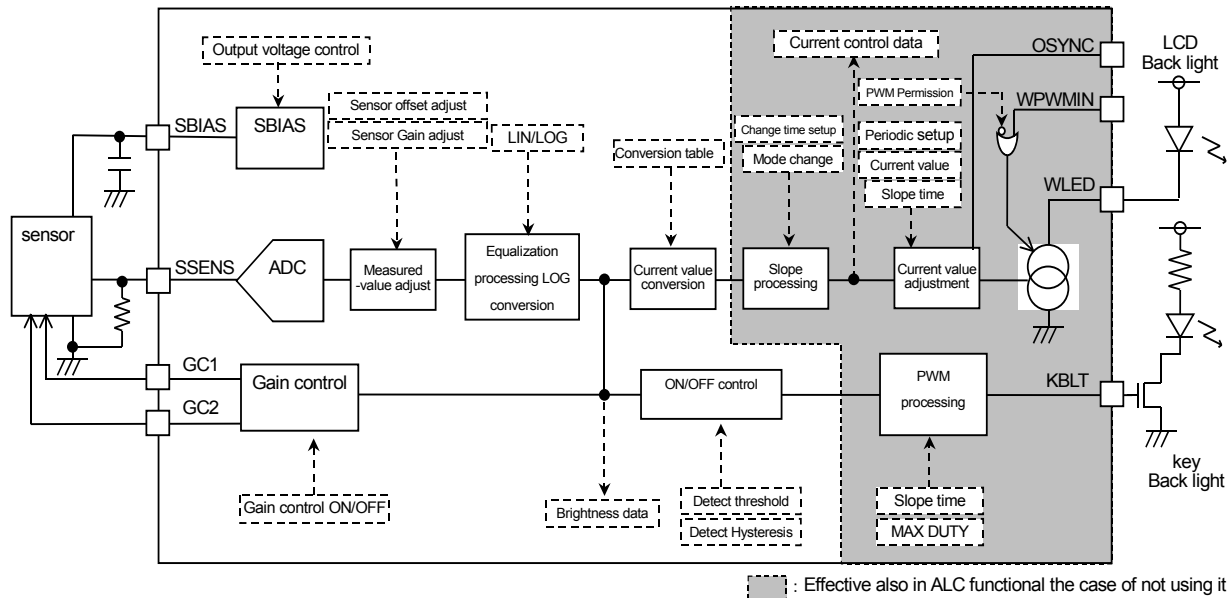 Output voltage control
Current control data
OSYNC
LCD
Back light
Sensor offset adjust
Sensor Gain adjust
PWM Permission
WPWMIN
SBIAS
SBIAS
LIN/LOG
Conversion table
Change time setup
Mode change
Periodic setup
Current value
Slope time
WLED
sensor
SSENS
ADC
Measured
-value adjust
Equalization
processing LOG
conversion
Current value
conversion
Slope
processing
Current value
adjustment
GC1
GC2
Gain control
ON/OFF control
PWM
processing
KBLT
key
Back light
Gain control ON/OFF
Brightness data
Detect threshold
Detect Hysteresis
Slope time
MAX DUTY
: Effective also in ALC functional the case of not using it